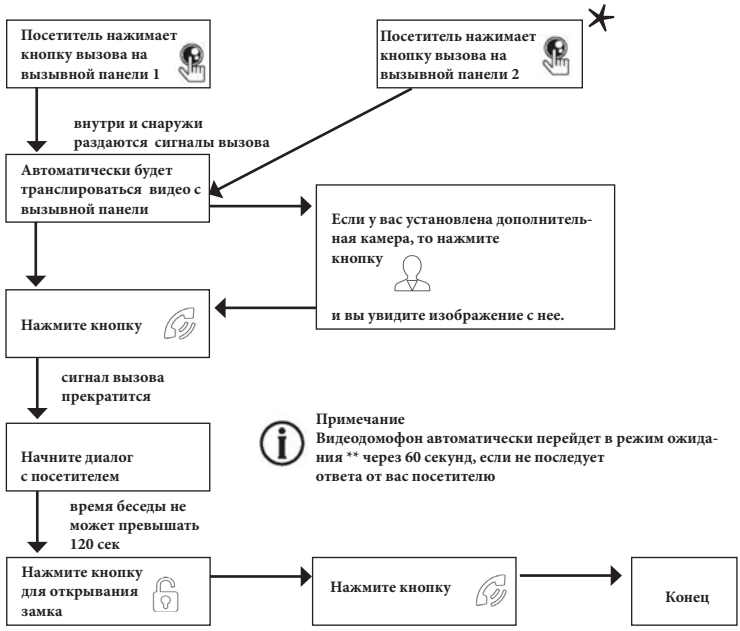 Посетитель нажимает
кнопку вызова на
вызывной панели 1
Посетитель нажимает
кнопку вызова на
вызывной панели 2
внутри и снаружи
раздаются сигналы вызова
Автоматически будет
транслироваться видео с
вызывной панели
Если у вас установлена дополнитель-
ная камера, то нажмите
кнопку
и вы увидите изображение с нее.
Нажмите кнопку
сигнал вызова
прекратится
Примечание
Видеодомофон автоматически перейдет в режим ожида-
ния ** через 60 секунд, если не последует
ответа от вас посетителю
Начните диалог
с посетителем
время беседы не
может превышать
120 сек
Нажмите кнопку
для открывания
замка
Нажмите кнопку
Конец